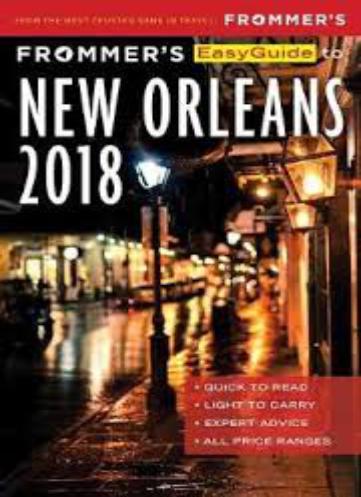 FROM THE MOST TRUSTED NAME IN TRAVEL: FROMMER'S
FROMMER'S EasyGuide to
NEW ORLEANS
2018
• QUICK TO READ
• LIGHT TO CARRY
• EXPERT ADVICE
• ALL PRICE RANGES